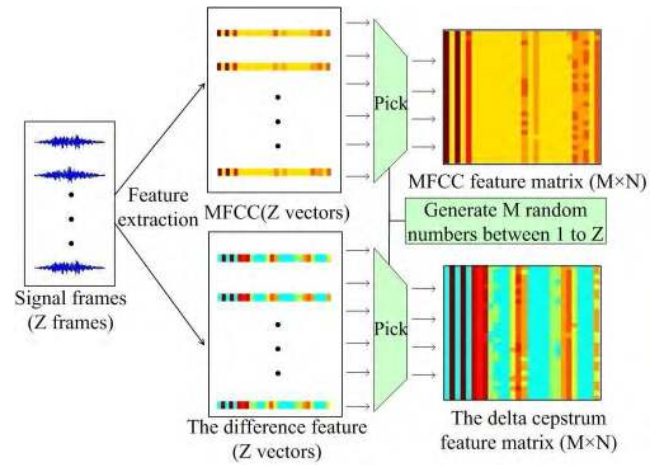 Signal frames
(Z frames)
Feature
extraction
MFCC(Z vectors)
Pick
MFCC feature matrix (M×N)
Generate M random
numbers between 1 to Z
The difference feature
(Z vectors)
Pick
The delta cepstrum
feature matrix (M×N)